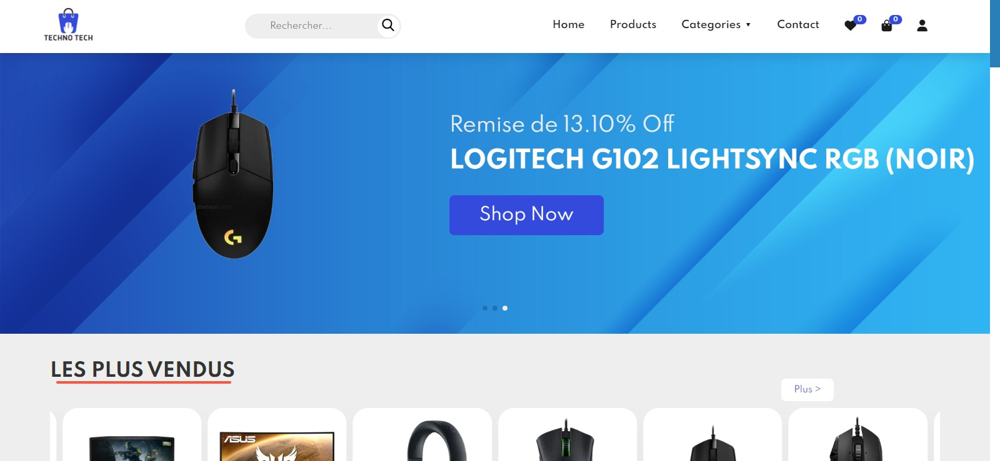 TECHNO TECH
Rechercher...
Home Products Categories ▼ Contact 0 0
Remise de 13.10% Off
LOGITECH G102 LIGHTSYNC RGB (NOIR)
Shop Now
G
LES PLUS VENDUS
Plus >
ASUS